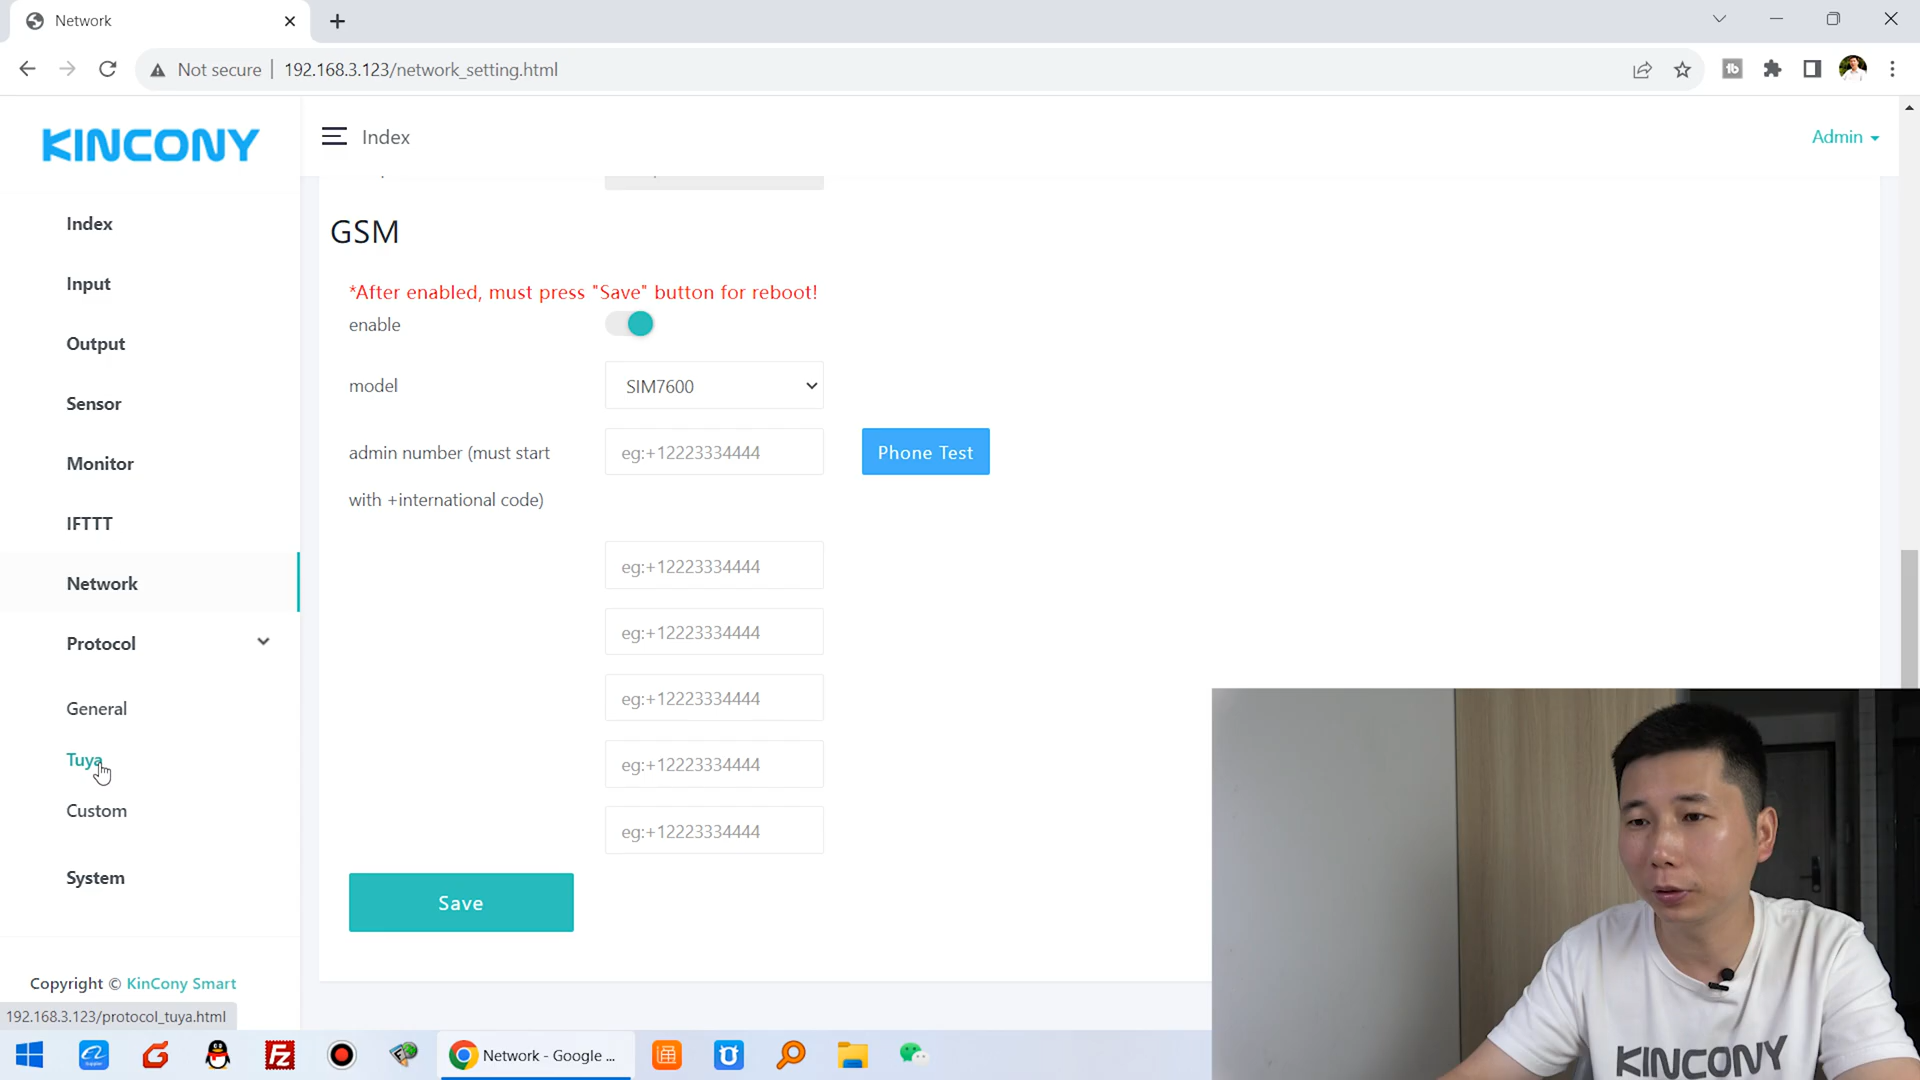 Network
Not secure
192.168.3.123/network_setting.html
KINCONY
Index
Admin
Index
Input
Output
Sensor
Monitor
IFTTT
Network
Protocol
General
Tuya
Custom
System
GSM
*After enabled, must press "Save" button for reboot!
enable
model
SIM7600
admin number (must start
with +international code)
eg:+12223334444
Phone Test
eg:+12223334444
eg:+12223334444
eg:+12223334444
eg:+12223334444
eg:+12223334444
Save
Copyright © KinCony Smart
192.168.3.123/protocol_tuya.html
Network - Google ...
KINCONY